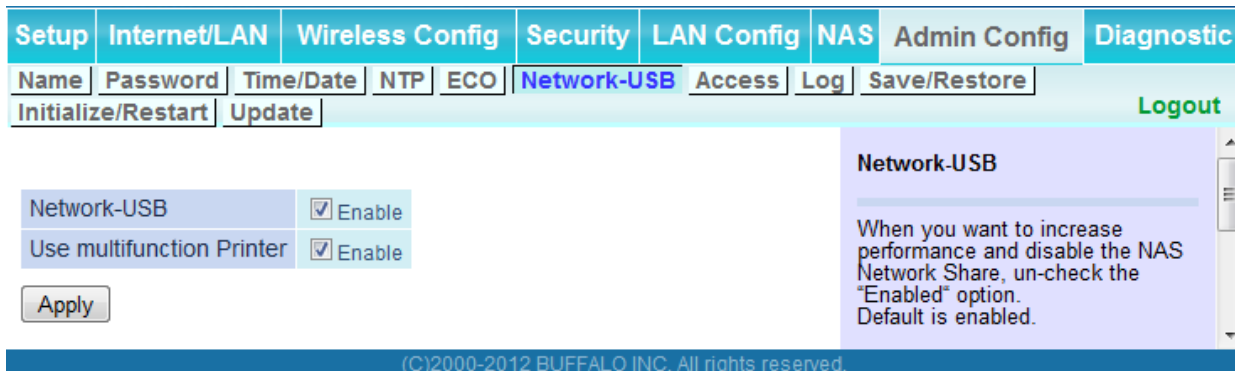 Setup Internet/LAN Wireless Config Security LAN Config NAS Admin Config Diagnostic
Name Password Time/Date NTP ECO Network-USB Access Log Save/Restore
Initialize/Restart Update Logout
Network-USB Enable
Use multifunction Printer Enable
Apply
Network-USB
When you want to increase
performance and disable the NAS
Network Share, un-check the
“Enabled“ option.
Default is enabled.
(C)2000-2012 BUFFALO INC. All rights reserved.